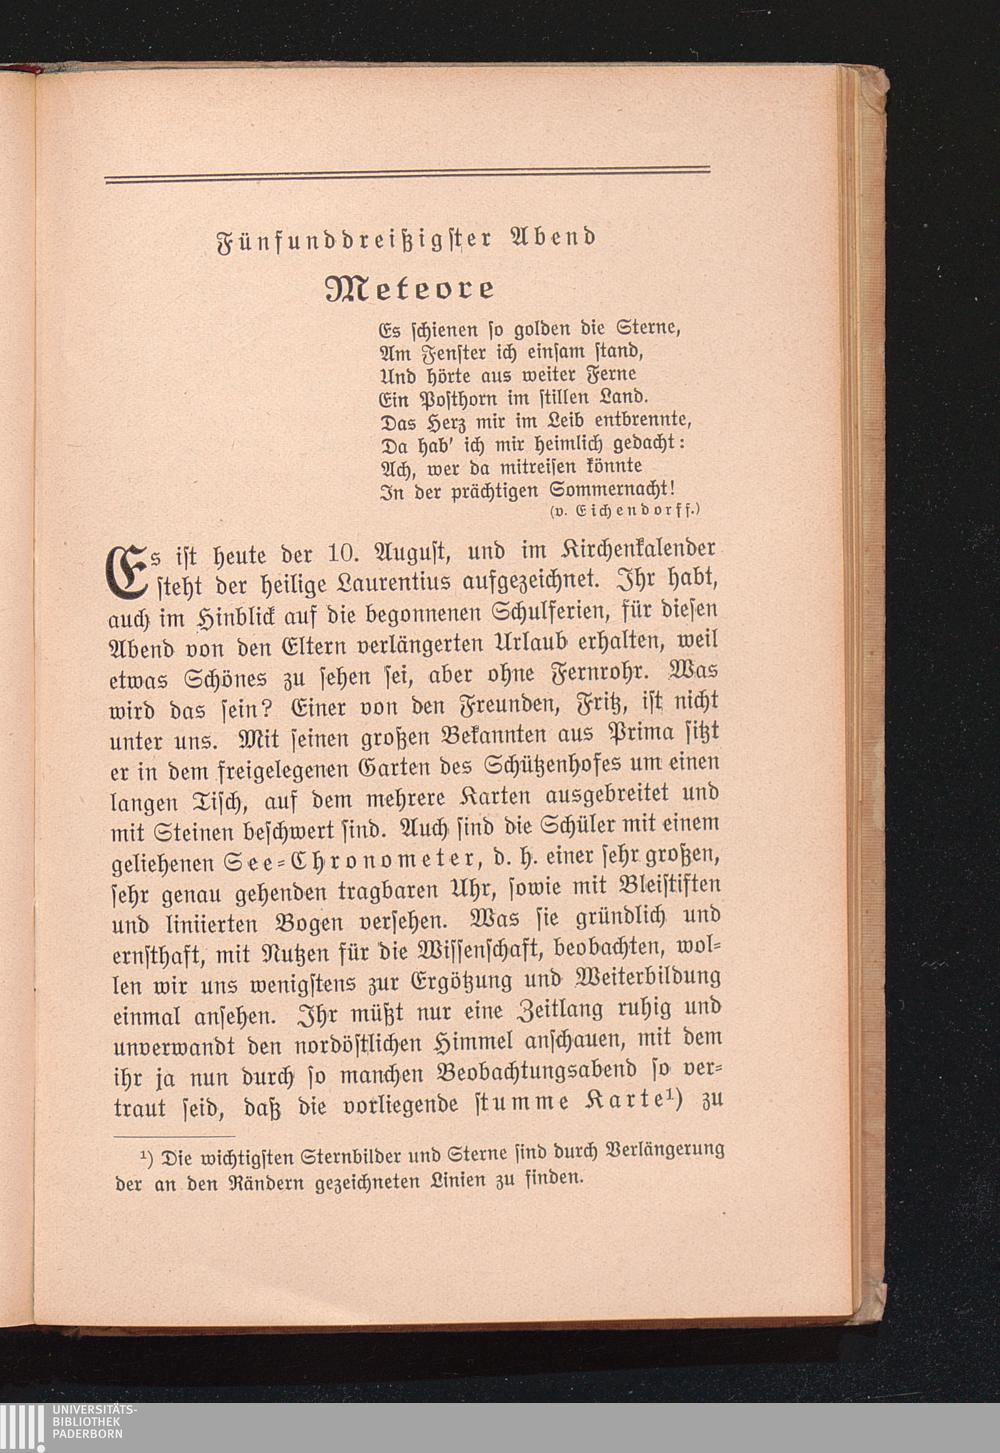 Fünfunddreißigster Abend
Meteore
Es schienen so golden die Sterne,
Am Fenster ich einsam stand,
Und hörte aus weiter Ferne
Ein Posthorn im stillen Land.
Das Herz mir im Leib entbrennte,
Da hab' ich mir heimlich gedacht:
Ach, wer da mitreisen könnte
In der prächtigen Sommernacht!
(v. Eichendorff.)
Es ist heute der 10. August, und im Kirchenkalender
steht der heilige Laurentius aufgezeichnet. Ihr habt,
auch im Hinblick auf die begonnenen Schulferien, für diesen
Abend von den Eltern verlängerten Urlaub erhalten, weil
etwas Schönes zu sehen sei, aber ohne Fernrohr. Was
wird das sein? Einer von den Freunden, Fritz, ist nicht
unter uns. Mit seinen großen Bekannten aus Prima sitzt
er in dem freigelegenen Garten des Schützenhofes um einen
langen Tisch, auf dem mehrere Karten ausgebreitet und
mit Steinen beschwert sind. Auch sind die Schüler mit einem
geliehenen See-Chronometer, d. h. einer sehr großen,
sehr genau gehenden tragbaren Uhr, sowie mit Bleistiften
und liniierten Bogen versehen. Was sie gründlich und
ernsthaft, mit Nutzen für die Wissenschaft, beobachten, wol-
len wir uns wenigstens zur Ergötzung und Weiterbildung
einmal ansehen. Ihr müßt nur eine Zeitlang ruhig und
unverwandt den nordöstlichen Himmel anschauen, mit dem
ihr ja nun durch so manchen Beobachtungsabend so ver-
traut seid, daß die vorliegende stumme Karte¹) zu
¹) Die wichtigsten Sternbilder und Sterne sind durch Verlängerung
der an den Rändern gezeichneten Linien zu finden.
UNIVERSITÄTS-
BIBLIOTHEK
PADERBORN